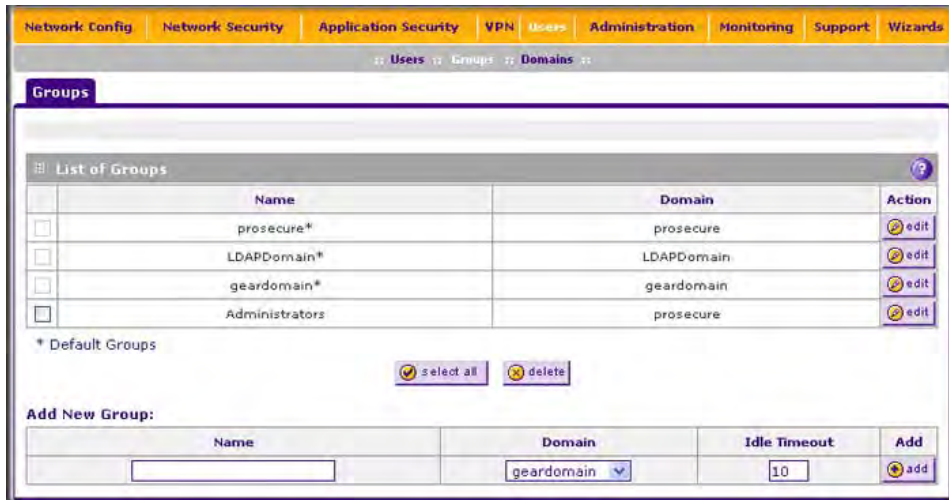 Network Config Network Security Application Security VPN Users Administration Monitoring Support Wizards
:: Users :: Groups :: Domains ::
Groups
List of Groups ?
Name Domain Action
prosecure* prosecure edit
LDAPDomain* LDAPDomain edit
geardomain* geardomain edit
Administrators prosecure edit
* Default Groups
select all delete
Add New Group:
Name Domain Idle Timeout Add
geardomain 10 add